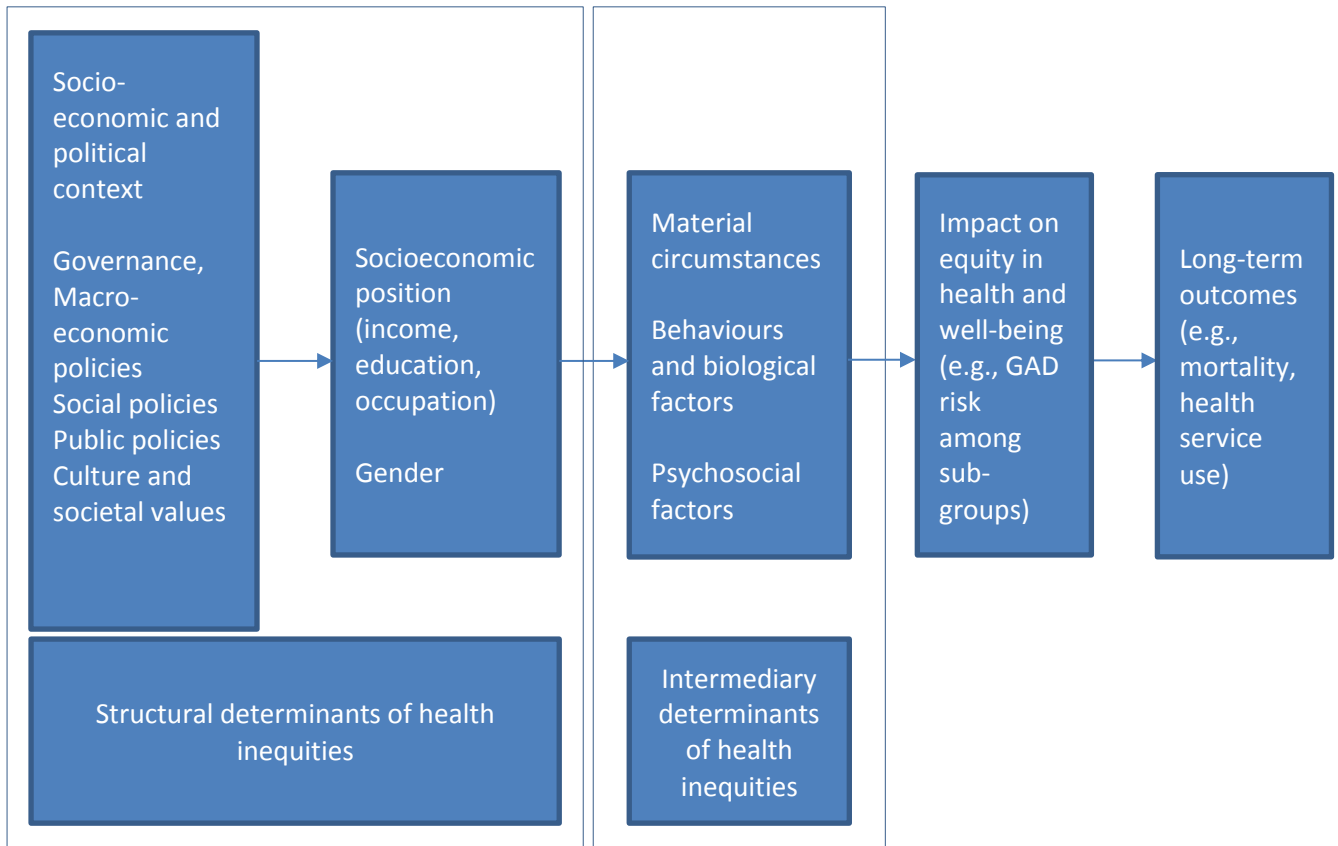 Socio-
economic and
political
context
Governance,
Macro-
economic
policies
Social policies
Public policies
Culture and
societal values
Socioeconomic
position
(income,
education,
occupation)
Gender
Material
circumstances
Behaviours
and biological
factors
Psychosocial
factors
Impact on
equity in
health and
well-being
(e.g., GAD
risk
among
sub-
groups)
Long-term
outcomes
(e.g.,
mortality,
health
service
use)
Structural determinants of health
inequities
Intermediary
determinants
of health
inequities